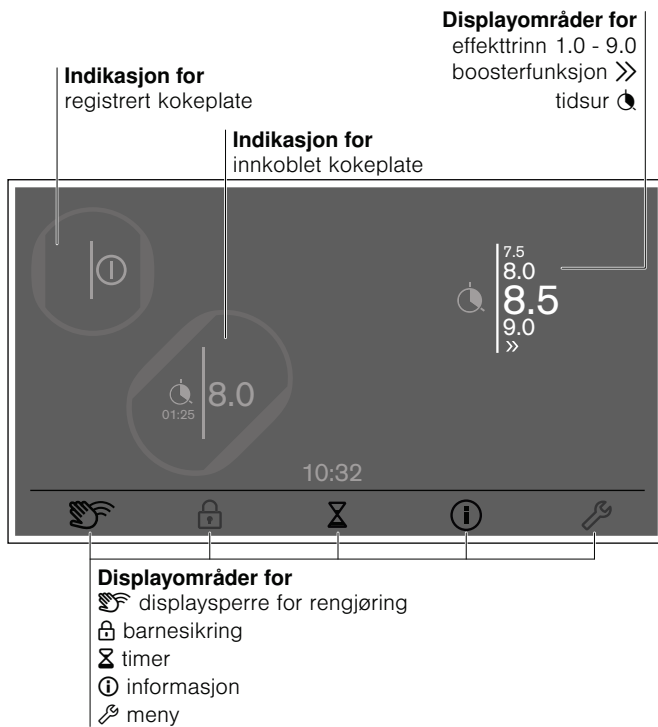 Displayområder for
effekttrinn 1.0 - 9.0
boosterfunksjon
tidsur
Indikasjon for
registrert kokeplate
Indikasjon for
innkoblet kokeplate
7.5
8.0
8.5
9.0
8.0
01:25
10:32
Displayområder for
displaysperre for rengjøring
barnesikring
timer
informasjon
meny